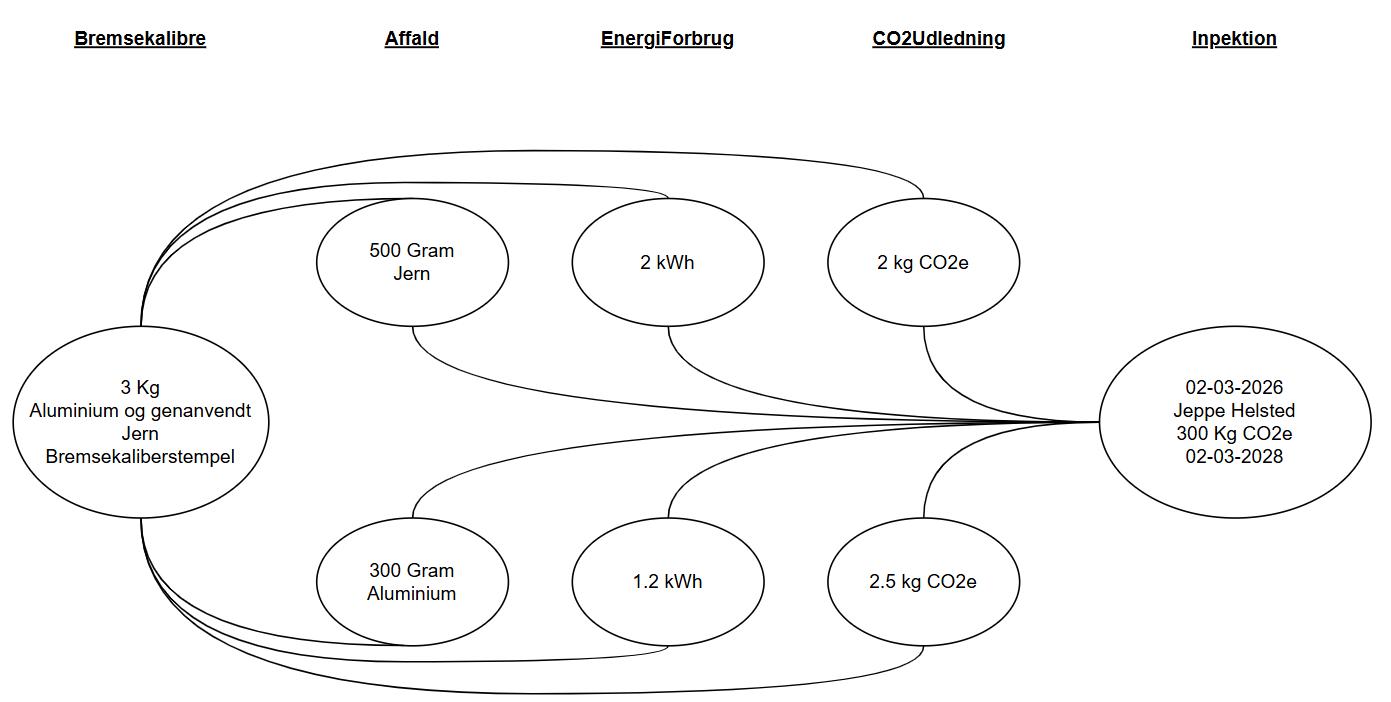 Bremsekalibre
Affald
EnergiForbrug
CO2Udledning
Inpektion
500 Gram
Jern
2 kWh
2 kg CO2e
3 Kg
Aluminium og genanvendt
Jern
Bremsekaliberstempel
02-03-2026
Jeppe Helsted
300 Kg CO2e
02-03-2028
300 Gram
Aluminium
1.2 kWh
2.5 kg CO2e